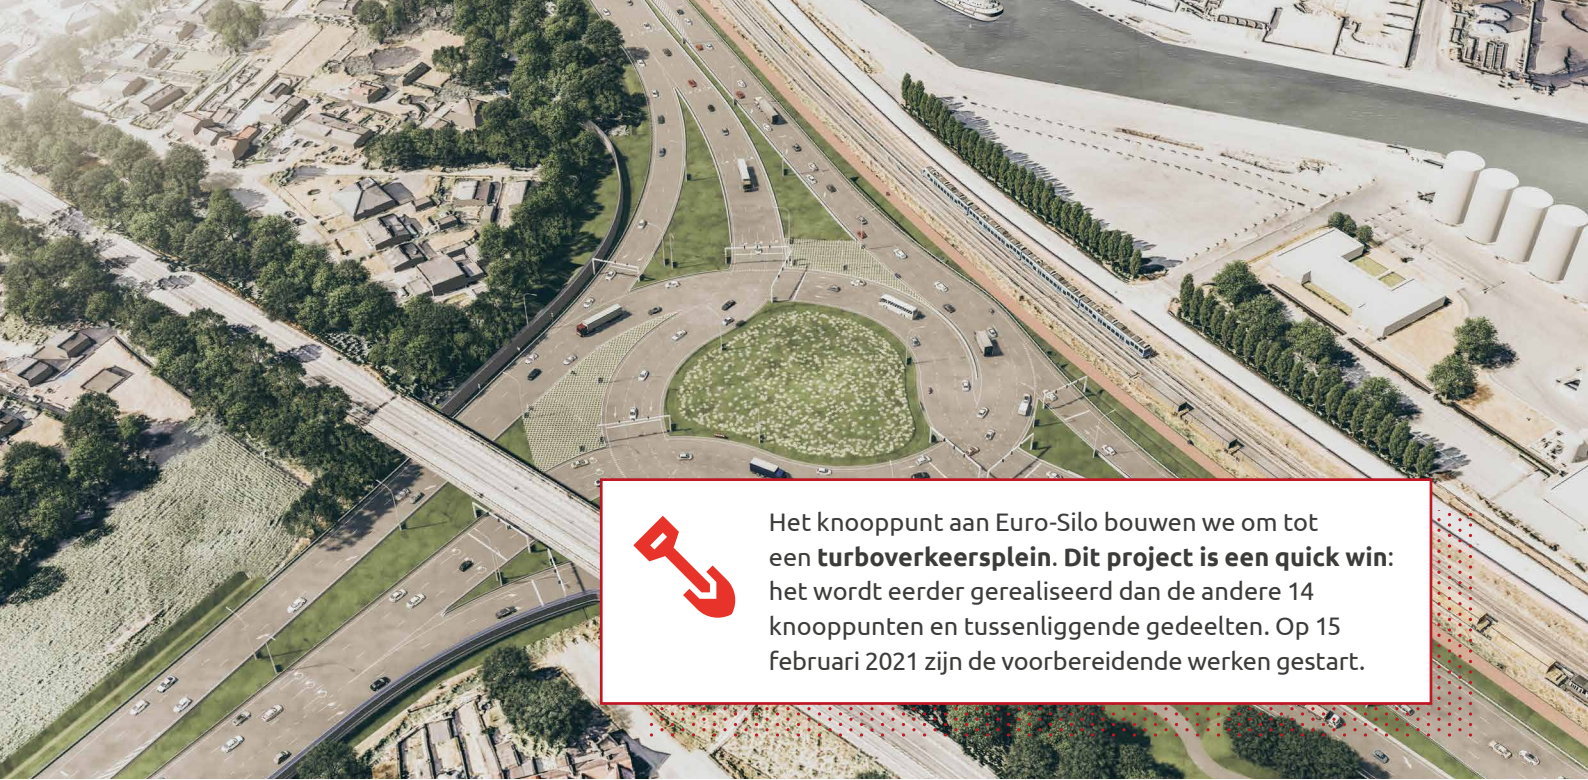 Het knooppunt aan Euro-Silo bouwen we om tot
een turboverkeersplein. Dit project is een quick win:
het wordt eerder gerealiseerd dan de andere 14
knooppunten en tussenliggende gedeelten. Op 15
februari 2021 zijn de voorbereidende werken gestart.